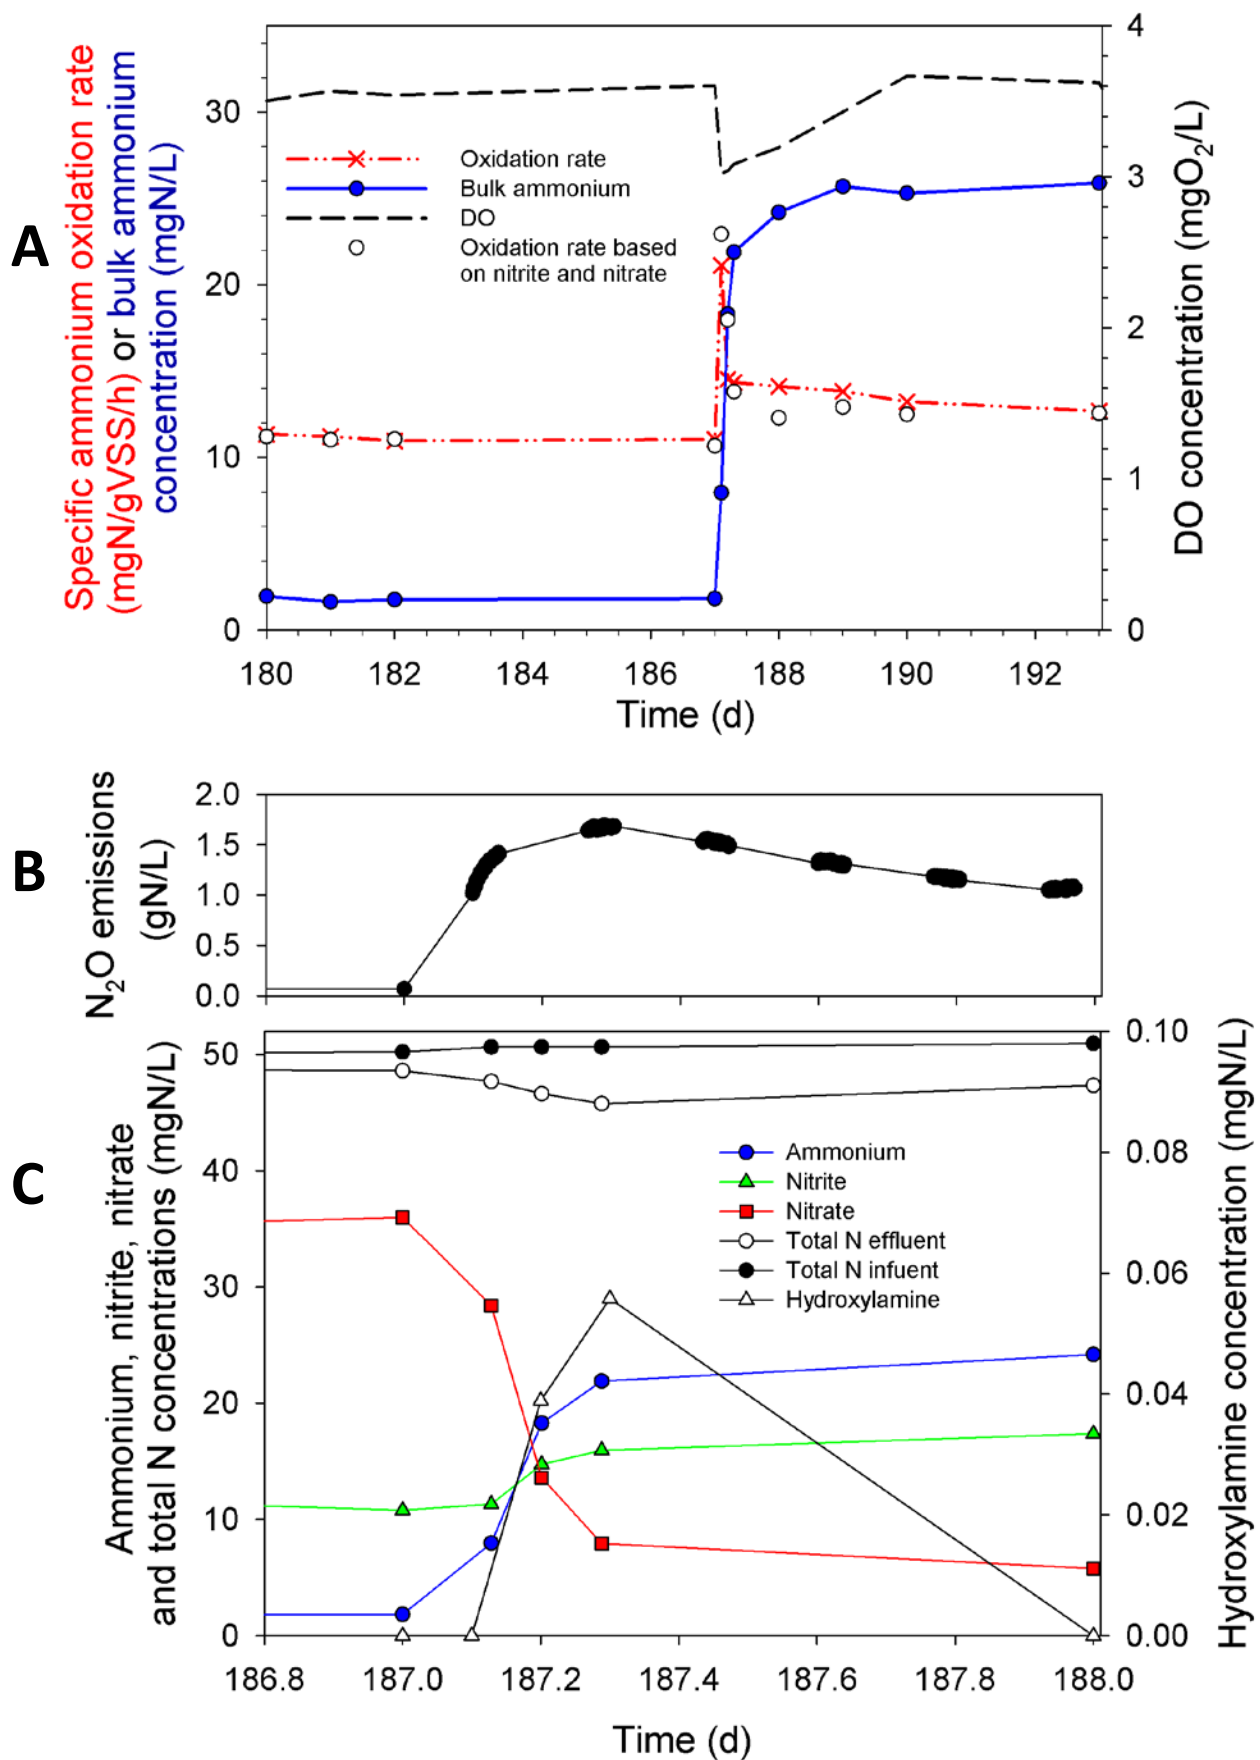 A
Specific ammonium oxidation rate
(mgN/gVSS/h) or bulk ammonium
concentration (mgN/L)
30
20
10
0
Oxidation rate
Bulk ammonium
DO
Oxidation rate based
on nitrite and nitrate
4
3
2
1
0
DO concentration (mgO2/L)
180 182 184 186 188 190 192
Time (d)
B
N2O emissions
(gN/L)
2.0
1.5
1.0
0.5
0.0
C
Ammonium, nitrite, nitrate
and total N concentrations (mgN/L)
50
40
30
20
10
0
Ammonium
Nitrite
Nitrate
Total N effluent
Total N infuent
Hydroxylamine
0.10
0.08
0.06
0.04
0.02
0.00
Hydroxylamine concentration (mgN/L)
186.8 187.0 187.2 187.4 187.6 187.8 188.0
Time (d)